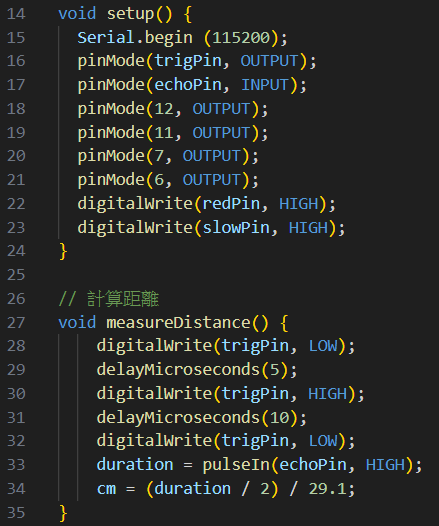 14 void setup() {
15   Serial.begin (115200);
16   pinMode(trigPin, OUTPUT);
17   pinMode(echoPin, INPUT);
18   pinMode(12, OUTPUT);
19   pinMode(11, OUTPUT);
20   pinMode(7, OUTPUT);
21   pinMode(6, OUTPUT);
22   digitalWrite(redPin, HIGH);
23   digitalWrite(slowPin, HIGH);
24 }
25
26 // 計算距離
27 void measureDistance() {
28     digitalWrite(trigPin, LOW);
29     delayMicroseconds(5);
30     digitalWrite(trigPin, HIGH);
31     delayMicroseconds(10);
32     digitalWrite(trigPin, LOW);
33     duration = pulseIn(echoPin, HIGH);
34     cm = (duration / 2) / 29.1;
35 }